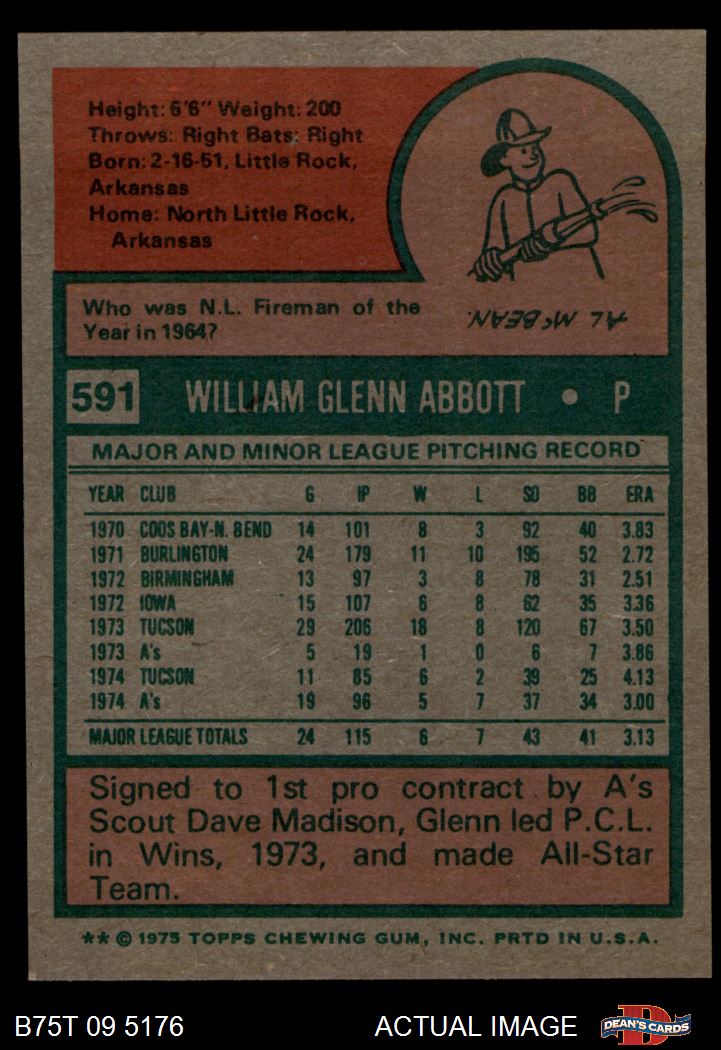 Height: 6'6" Weight: 200
Throws: Right Bats: Right
Born: 2-16-51, Little Rock,
Arkansas
Home: North Little Rock,
Arkansas
Who was N.L. Fireman of the
Year in 1964?
AL McBEAN.
591 WILLIAM GLENN ABBOTT • P
MAJOR AND MINOR LEAGUE PITCHING RECORD
YEAR CLUB G IP W L SO BB ERA
1970 COOS BAY-N. BEND 14 101 8 3 92 40 3.83
1971 BURLINGTON 24 179 11 10 195 52 2.72
1972 BIRMINGHAM 13 97 3 8 78 31 2.51
1972 IOWA 15 107 6 8 62 35 3.36
1973 TUCSON 29 206 18 8 120 67 3.50
1973 A's 5 19 1 0 6 7 3.86
1974 TUCSON 11 85 6 2 39 25 4.13
1974 A's 19 96 5 7 37 34 3.00
MAJOR LEAGUE TOTALS 24 115 6 7 43 41 3.13
Signed to 1st pro contract by A's
Scout Dave Madison, Glenn led P.C.L.
in Wins, 1973, and made All-Star
Team.
** © 1975 TOPPS CHEWING GUM, INC. PRTD IN U.S.A.
B75T 09 5176 ACTUAL IMAGE D DEAN'S CARDS